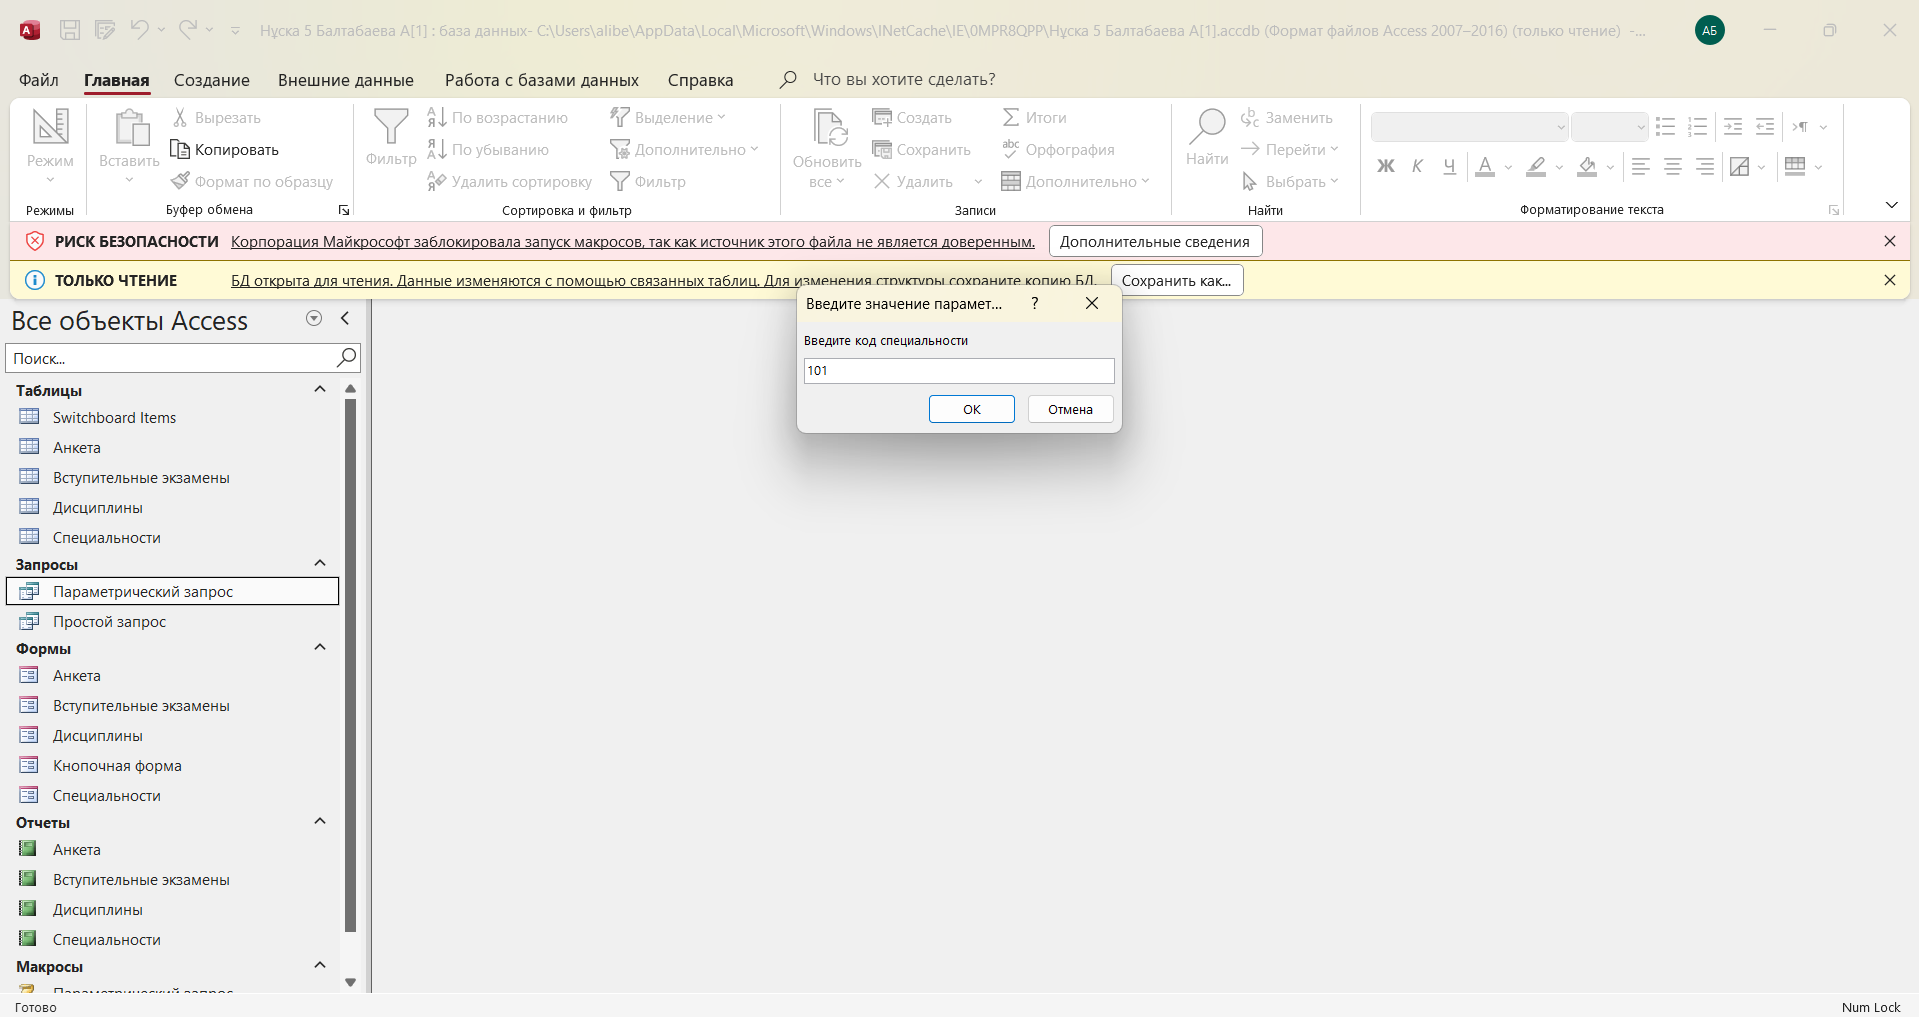 Нұсқа 5 Балтабаева А[1] : база данных- C:\Users\alibe\AppData\Local\Microsoft\Windows\INetCache\IE\0MPR8QPP\Нұсқа 5 Балтабаева А[1].accdb (Формат файлов Access 2007–2016) (только чтение) -...
АБ
Файл Главная Создание Внешние данные Работа с базами данных Справка Что вы хотите сделать?
Режим
Режимы
Вставить
Вырезать
Копировать
Формат по образцу
Буфер обмена
Фильтр
По возрастанию
По убыванию
Удалить сортировку
Выделение
Дополнительно
Фильтр
Сортировка и фильтр
Обновить
все
Создать
Сохранить
Удалить
Итоги
Орфография
Дополнительно
Записи
Найти
Заменить
Перейти
Выбрать
Найти
Ж К Ч А
Форматирование текста
РИСК БЕЗОПАСНОСТИ Корпорация Майкрософт заблокировала запуск макросов, так как источник этого файла не является доверенным. Дополнительные сведения
ТОЛЬКО ЧТЕНИЕ БД открыта для чтения. Данные изменяются с помощью связанных таблиц. Для изменения структуры сохраните копию БД. Сохранить как...
Введите значение парамет... ?
Введите код специальности
101
ОК Отмена
Все объекты Access
Поиск...
Таблицы
Switchboard Items
Анкета
Вступительные экзамены
Дисциплины
Специальности
Запросы
Параметрический запрос
Простой запрос
Формы
Анкета
Вступительные экзамены
Дисциплины
Кнопочная форма
Специальности
Отчеты
Анкета
Вступительные экзамены
Дисциплины
Специальности
Макросы
Параметрический запрос
Готово
Num Lock